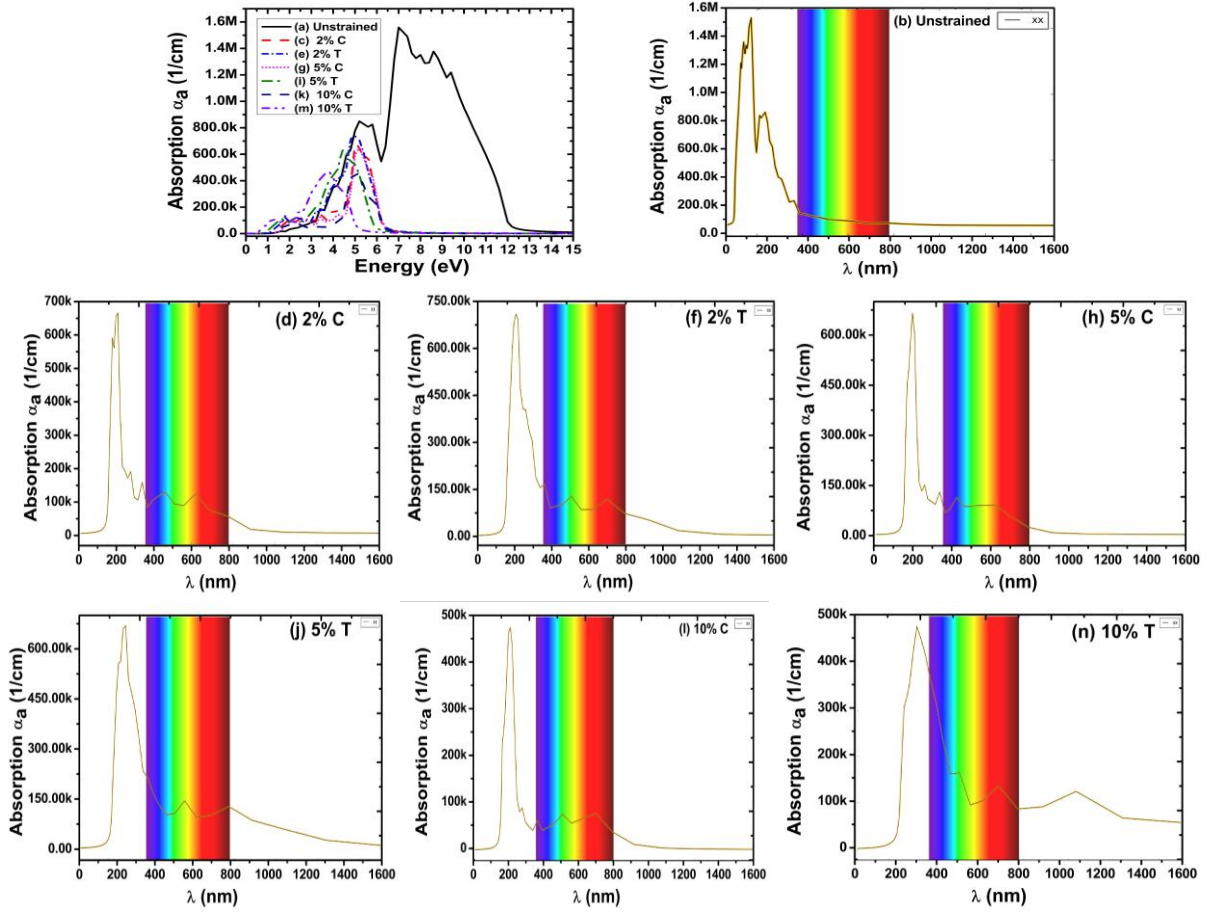 (a) Unstrained
(c) 2% C
(e) 2% T
(g) 5% C
(i) 5% T
(k) 10% C
(m) 10% T
Absorption αa (1/cm)
1.6M
1.4M
1.2M
1.0M
800.0k
600.0k
400.0k
200.0k
0.0
0 1 2 3 4 5 6 7 8 9 10 11 12 13 14 15
Energy (eV)
(b) Unstrained
xx
Absorption αa (1/cm)
1.6M
1.4M
1.2M
1.0M
800.0k
600.0k
400.0k
200.0k
0.0
0 200 400 600 800 1000 1200 1400 1600
λ (nm)
(d) 2% C
Absorption αa (1/cm)
700k
600k
500k
400k
300k
200k
100k
0
0 200 400 600 800 1000 1200 1400 1600
λ (nm)
(f) 2% T
Absorption αa (1/cm)
750.00k
600.00k
450.00k
300.00k
150.00k
0.00
0 200 400 600 800 1000 1200 1400 1600
λ (nm)
(h) 5% C
Absorption αa (1/cm)
750.00k
600.00k
450.00k
300.00k
150.00k
0.00
0 200 400 600 800 1000 1200 1400 1600
λ (nm)
(j) 5% T
Absorption αa (1/cm)
600.00k
450.00k
300.00k
150.00k
0.00
0 200 400 600 800 1000 1200 1400 1600
λ (nm)
(l) 10% C
Absorption αa (1/cm)
500k
400k
300k
200k
100k
0
0 200 400 600 800 1000 1200 1400 1600
λ (nm)
(n) 10% T
Absorption αa (1/cm)
500k
400k
300k
200k
100k
0
0 200 400 600 800 1000 1200 1400 1600
λ (nm)